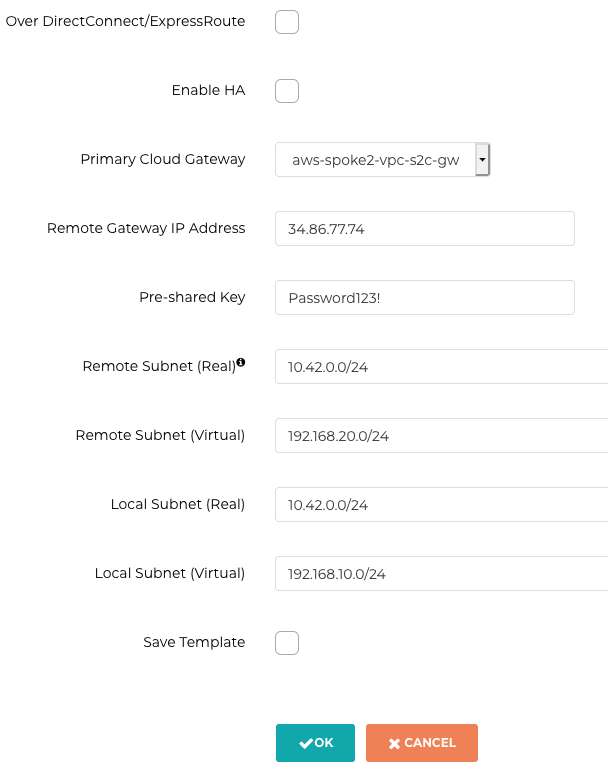 Over DirectConnect/ExpressRoute
Enable HA
Primary Cloud Gateway aws-spoke2-vpc-s2c-gw
Remote Gateway IP Address 34.86.77.74
Pre-shared Key Password123!
Remote Subnet (Real) 10.42.0.0/24
Remote Subnet (Virtual) 192.168.20.0/24
Local Subnet (Real) 10.42.0.0/24
Local Subnet (Virtual) 192.168.10.0/24
Save Template
OK CANCEL